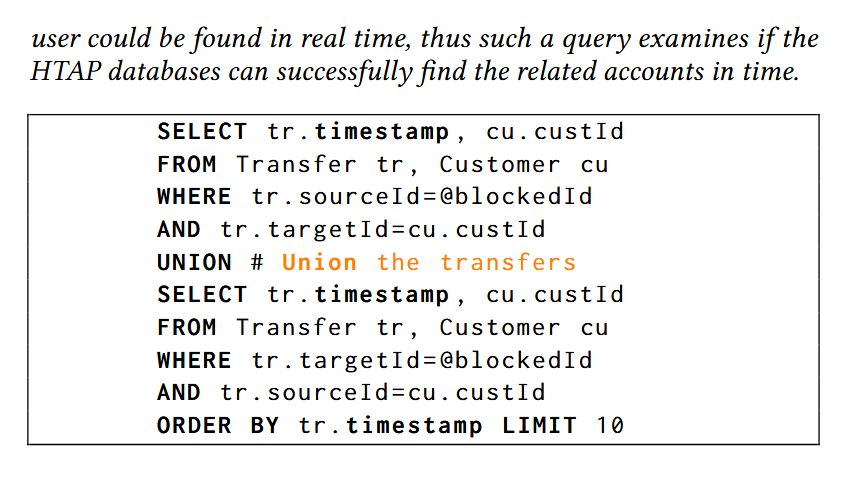 user could be found in real time, thus such a query examines if the
HTAP databases can successfully find the related accounts in time.
SELECT tr.timestamp, cu.custId
FROM Transfer tr, Customer cu
WHERE tr.sourceId=@blockedId
AND tr.targetId=cu.custId
UNION # Union the transfers
SELECT tr.timestamp, cu.custId
FROM Transfer tr, Customer cu
WHERE tr.targetId=@blockedId
AND tr.sourceId=cu.custId
ORDER BY tr.timestamp LIMIT 10